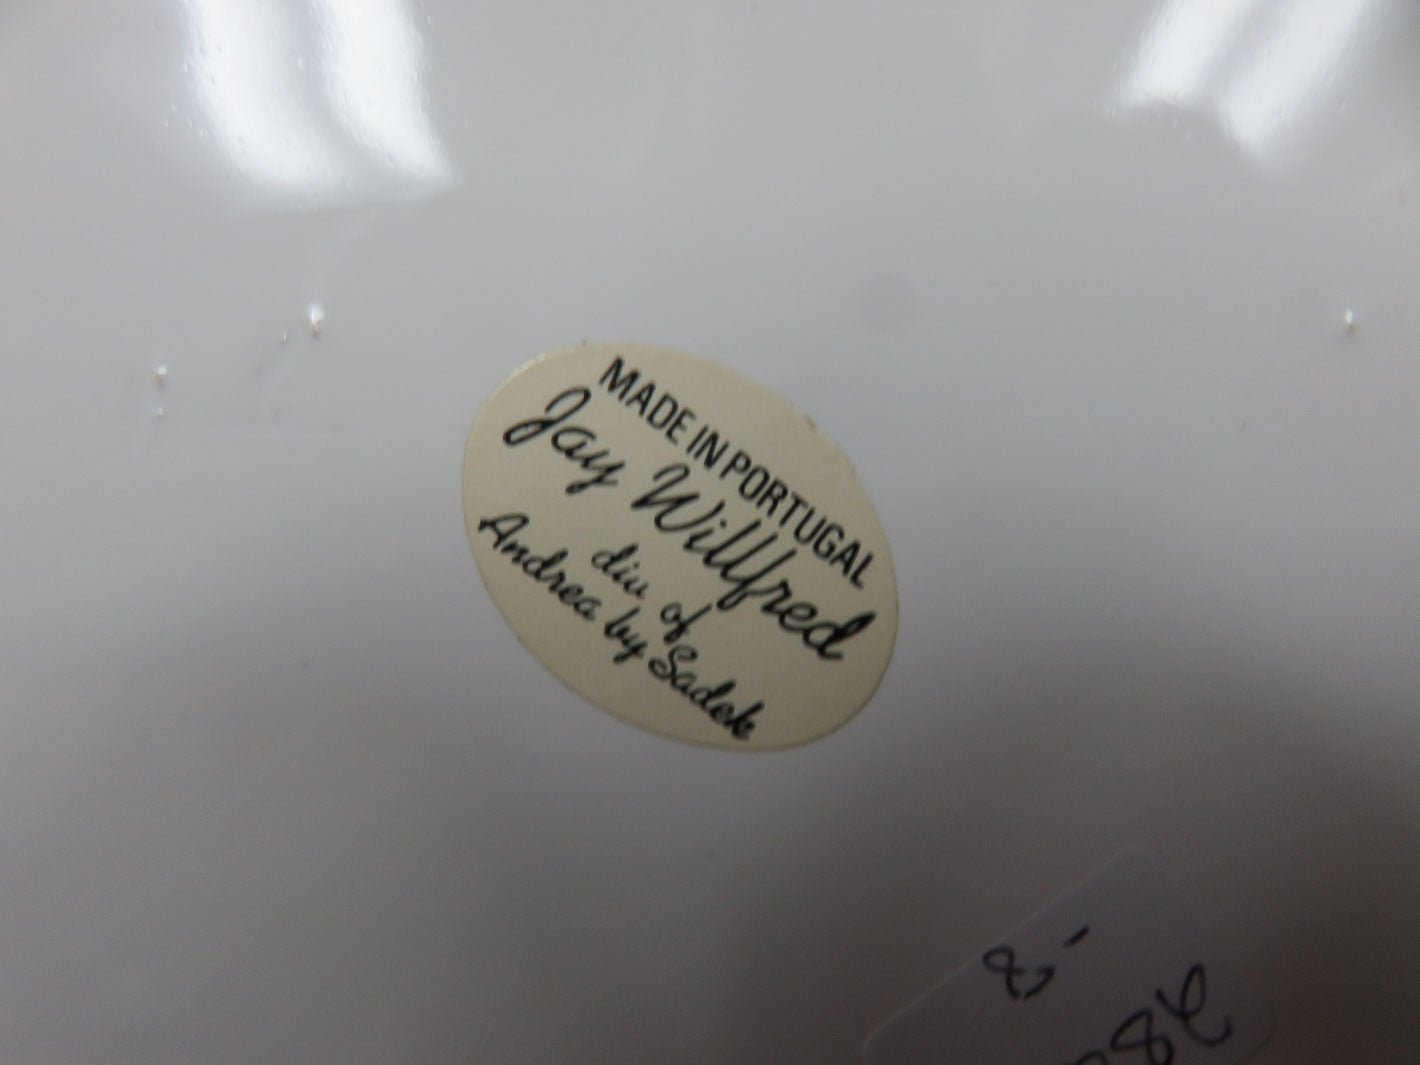 MADE IN PORTUGAL
Jay Willfred
div of
Andrea by Sadek